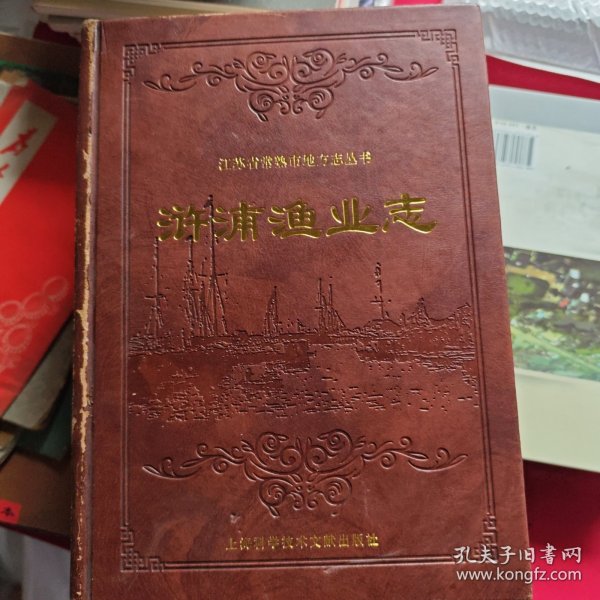 江苏省常熟市地方志丛书
浒浦渔业志
上海科学技术文献出版社
本
孔夫子旧书网
www.kongfz.com